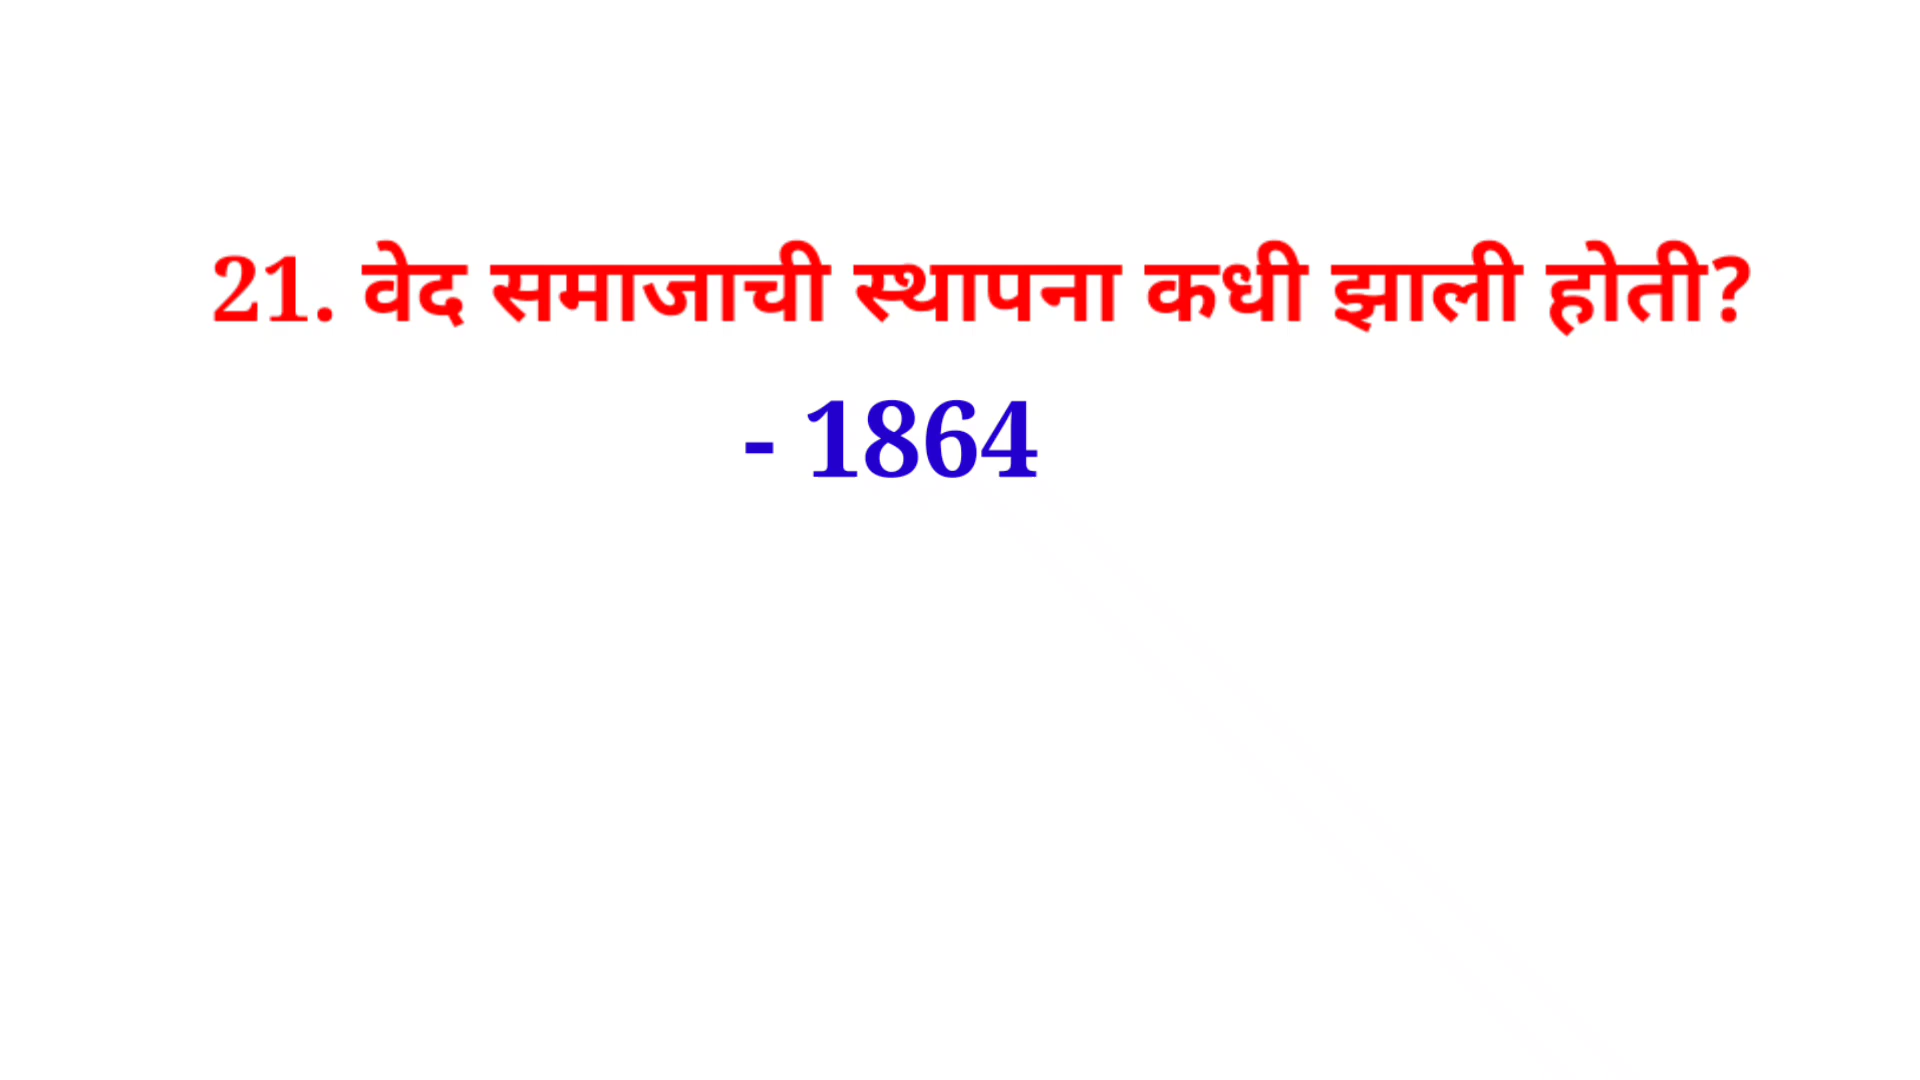 21. वेद समाजाची स्थापना कधी झाली होती?
- 1864